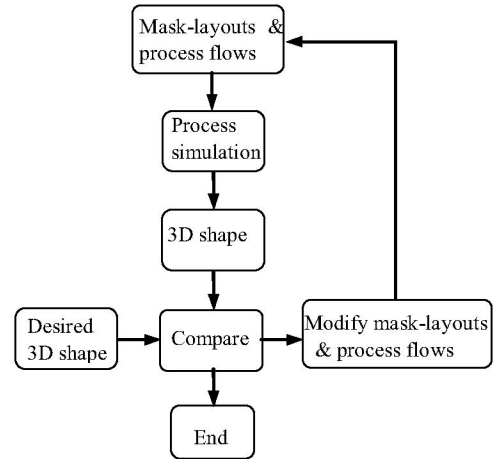 Mask-layouts &
process flows
Process
simulation
3D shape
Desired
3D shape
Compare
Modify mask-layouts
& process flows
End